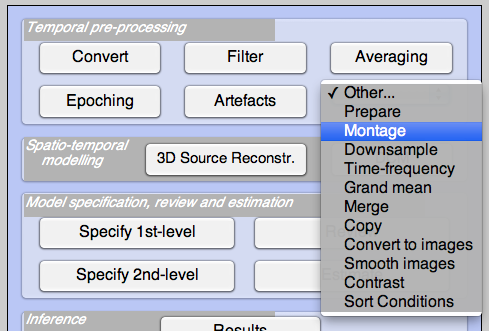 Temporal pre-processing
Convert
Filter
Averaging
Epoching
Artefacts
✓ Other...
Prepare
Montage
Downsample
Time-frequency
Grand mean
Merge
Copy
Convert to images
Smooth images
Contrast
Sort Conditions
Spatio-temporal
modelling
3D Source Reconstr.
Model specification, review and estimation
Specify 1st-level
Specify 2nd-level
Inference
Results